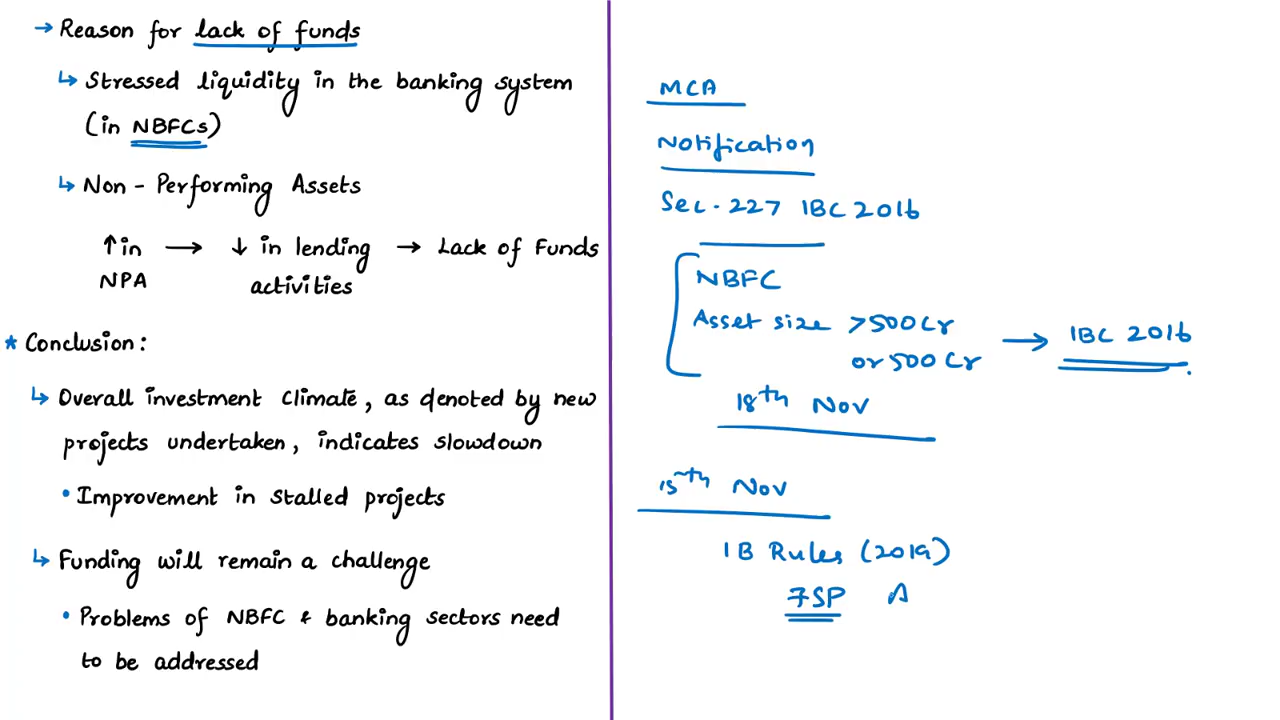 → Reason for lack of funds
↳ Stressed liquidity in the banking system
(in NBFCs)
↳ Non - Performing Assets
↑ in → ↓ in lending → Lack of Funds
NPA activities
* Conclusion:
↳ Overall investment climate, as denoted by new
projects undertaken, indicates slowdown
• Improvement in stalled projects
↳ Funding will remain a challenge
• Problems of NBFC & banking sectors need
to be addressed
MCA
Notification
Sec. 227 IBC 2016
NBFC
Asset size >500Cr
or 500 Cr → IBC 2016
18th Nov
15th Nov
IB Rules (2019)
FSP A